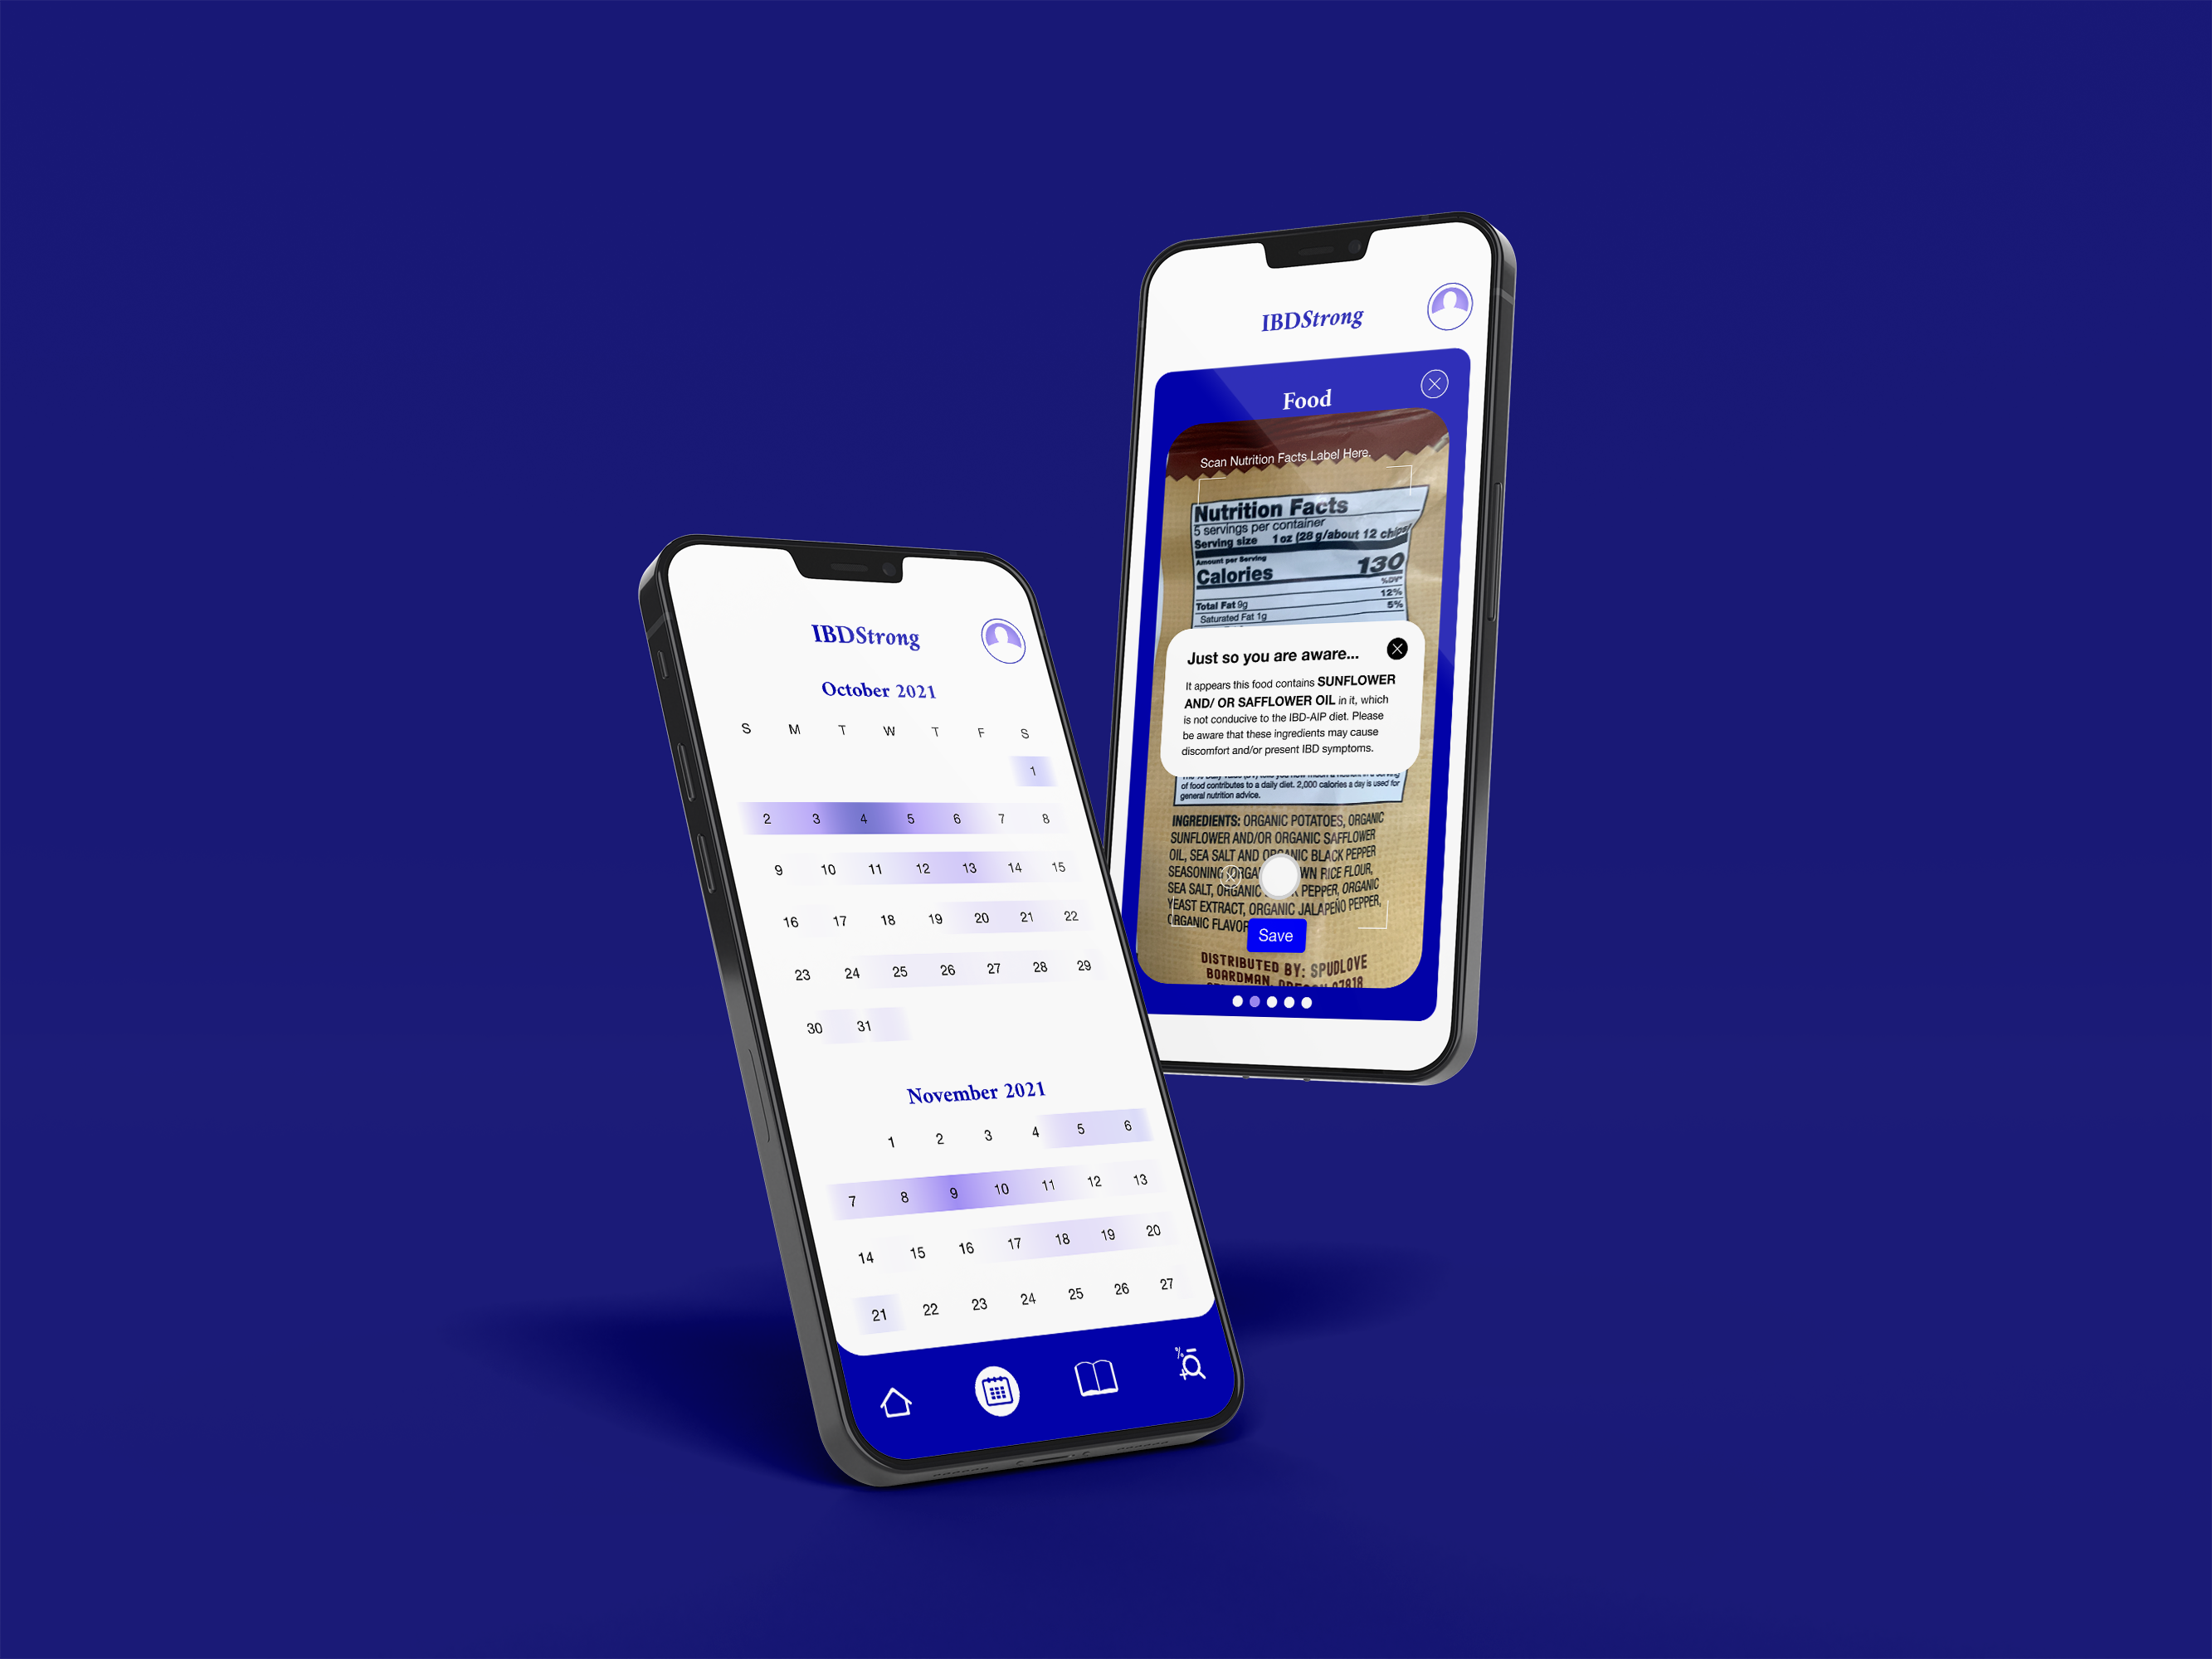 IBDStrong
October 2021
S M T W T F S
1
2 3 4 5 6 7 8
9 10 11 12 13 14 15
16 17 18 19 20 21 22
23 24 25 26 27 28 29
30 31
November 2021
1 2 3 4 5 6
7 8 9 10 11 12 13
14 15 16 17 18 19 20
21 22 23 24 25 26 27
IBDStrong
Food
Scan Nutrition Facts Label Here.
Nutrition Facts
5 servings per container
Serving size 1 oz (28 g/about 12 chips)
Amount per Serving
Calories 130
%DV*
12%
Total Fat 9g
5%
Saturated Fat 1g
Just so you are aware...
It appears this food contains SUNFLOWER
AND/ OR SAFFLOWER OIL in it, which
is not conducive to the IBD-AIP diet. Please
be aware that these ingredients may cause
discomfort and/or present IBD symptoms.
of food contributes to a daily diet. 2,000 calories a day is used for
general nutrition advice.
INGREDIENTS: ORGANIC POTATOES, ORGANIC
SUNFLOWER AND/OR ORGANIC SAFFLOWER
OIL, SEA SALT AND ORGANIC BLACK PEPPER
SEASONING RICE FLOUR,
SEA SALT, ORGANIC PEPPER, ORGANIC
YEAST EXTRACT, ORGANIC JALAPEÑO PEPPER,
ORGANIC FLAVOR
Save
DISTRIBUTED BY: SPUDLOVE
BOARDMAN, OREGON 97818